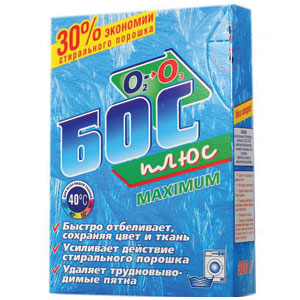 30% экономии
стирального порошка
O₂→O₃
БОС
плюс
MAXIMUM
40°C
Быстро отбеливает,
сохраняя цвет и ткань
Усиливает действие
стирального порошка
Удаляет трудновыво-
димые пятна